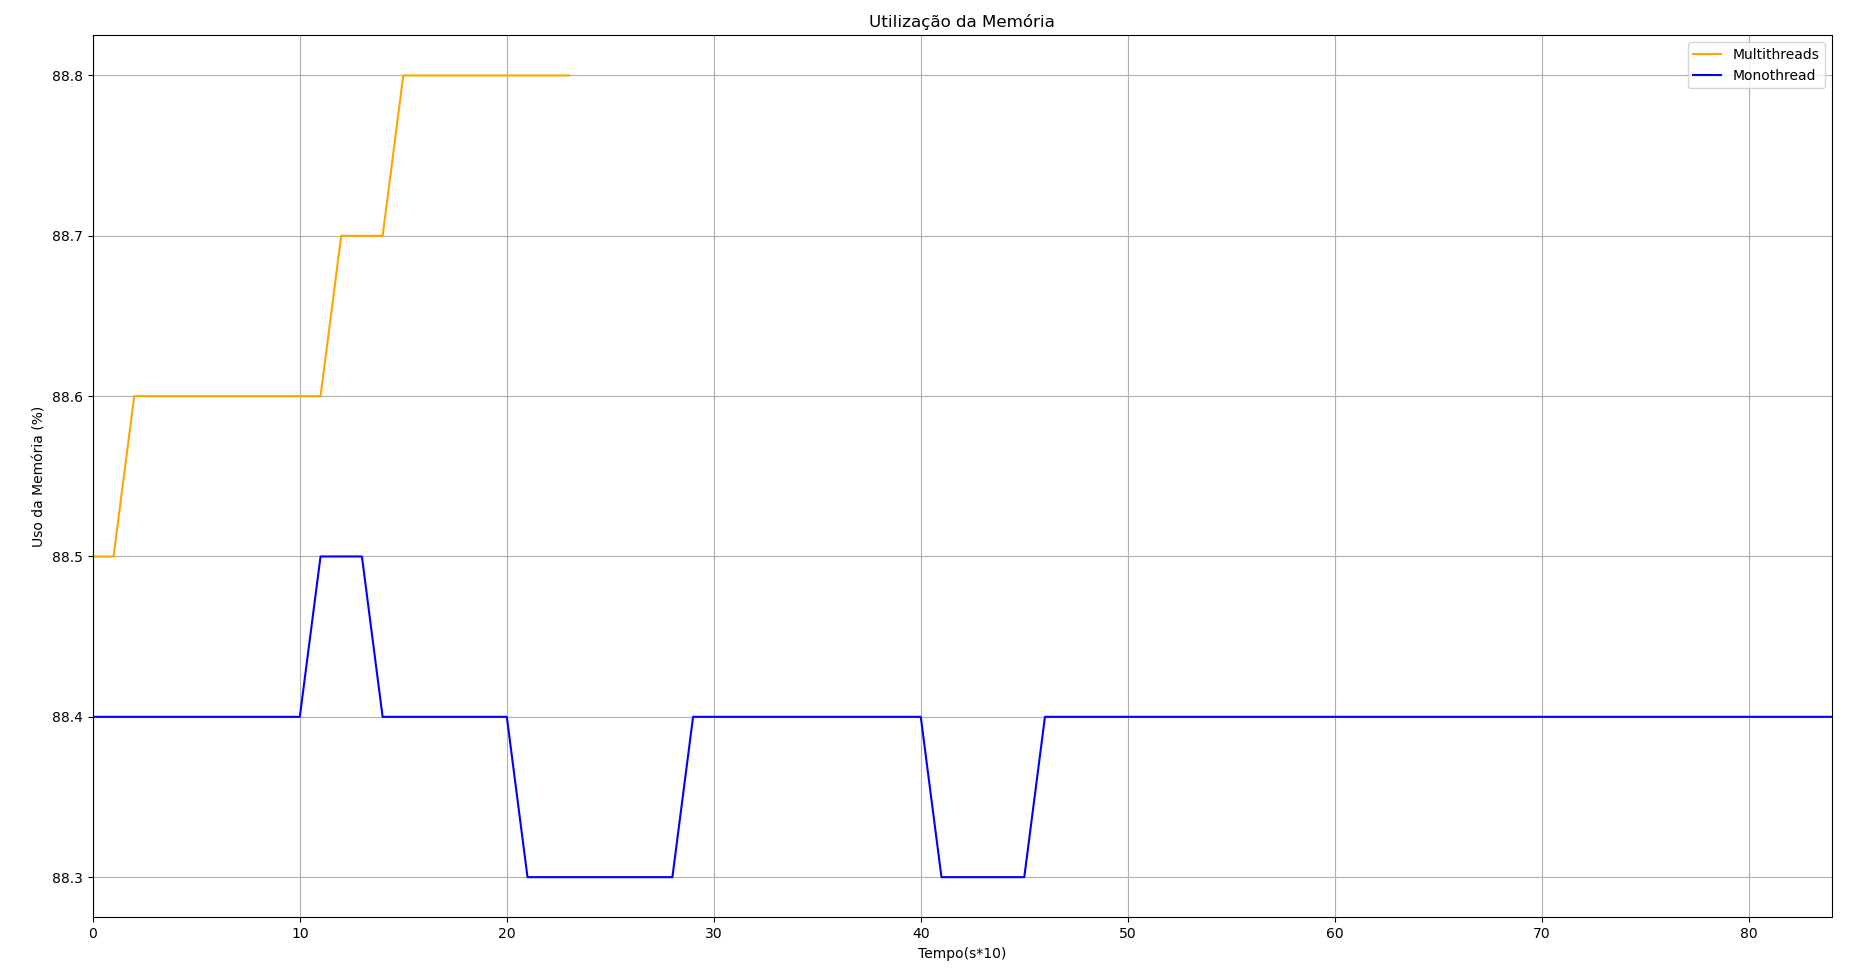 Utilização da Memória
Multithreads
Monothread
Uso da Memória (%)
88.8
88.7
88.6
88.5
88.4
88.3
0 10 20 30 40 50 60 70 80
Tempo(s*10)